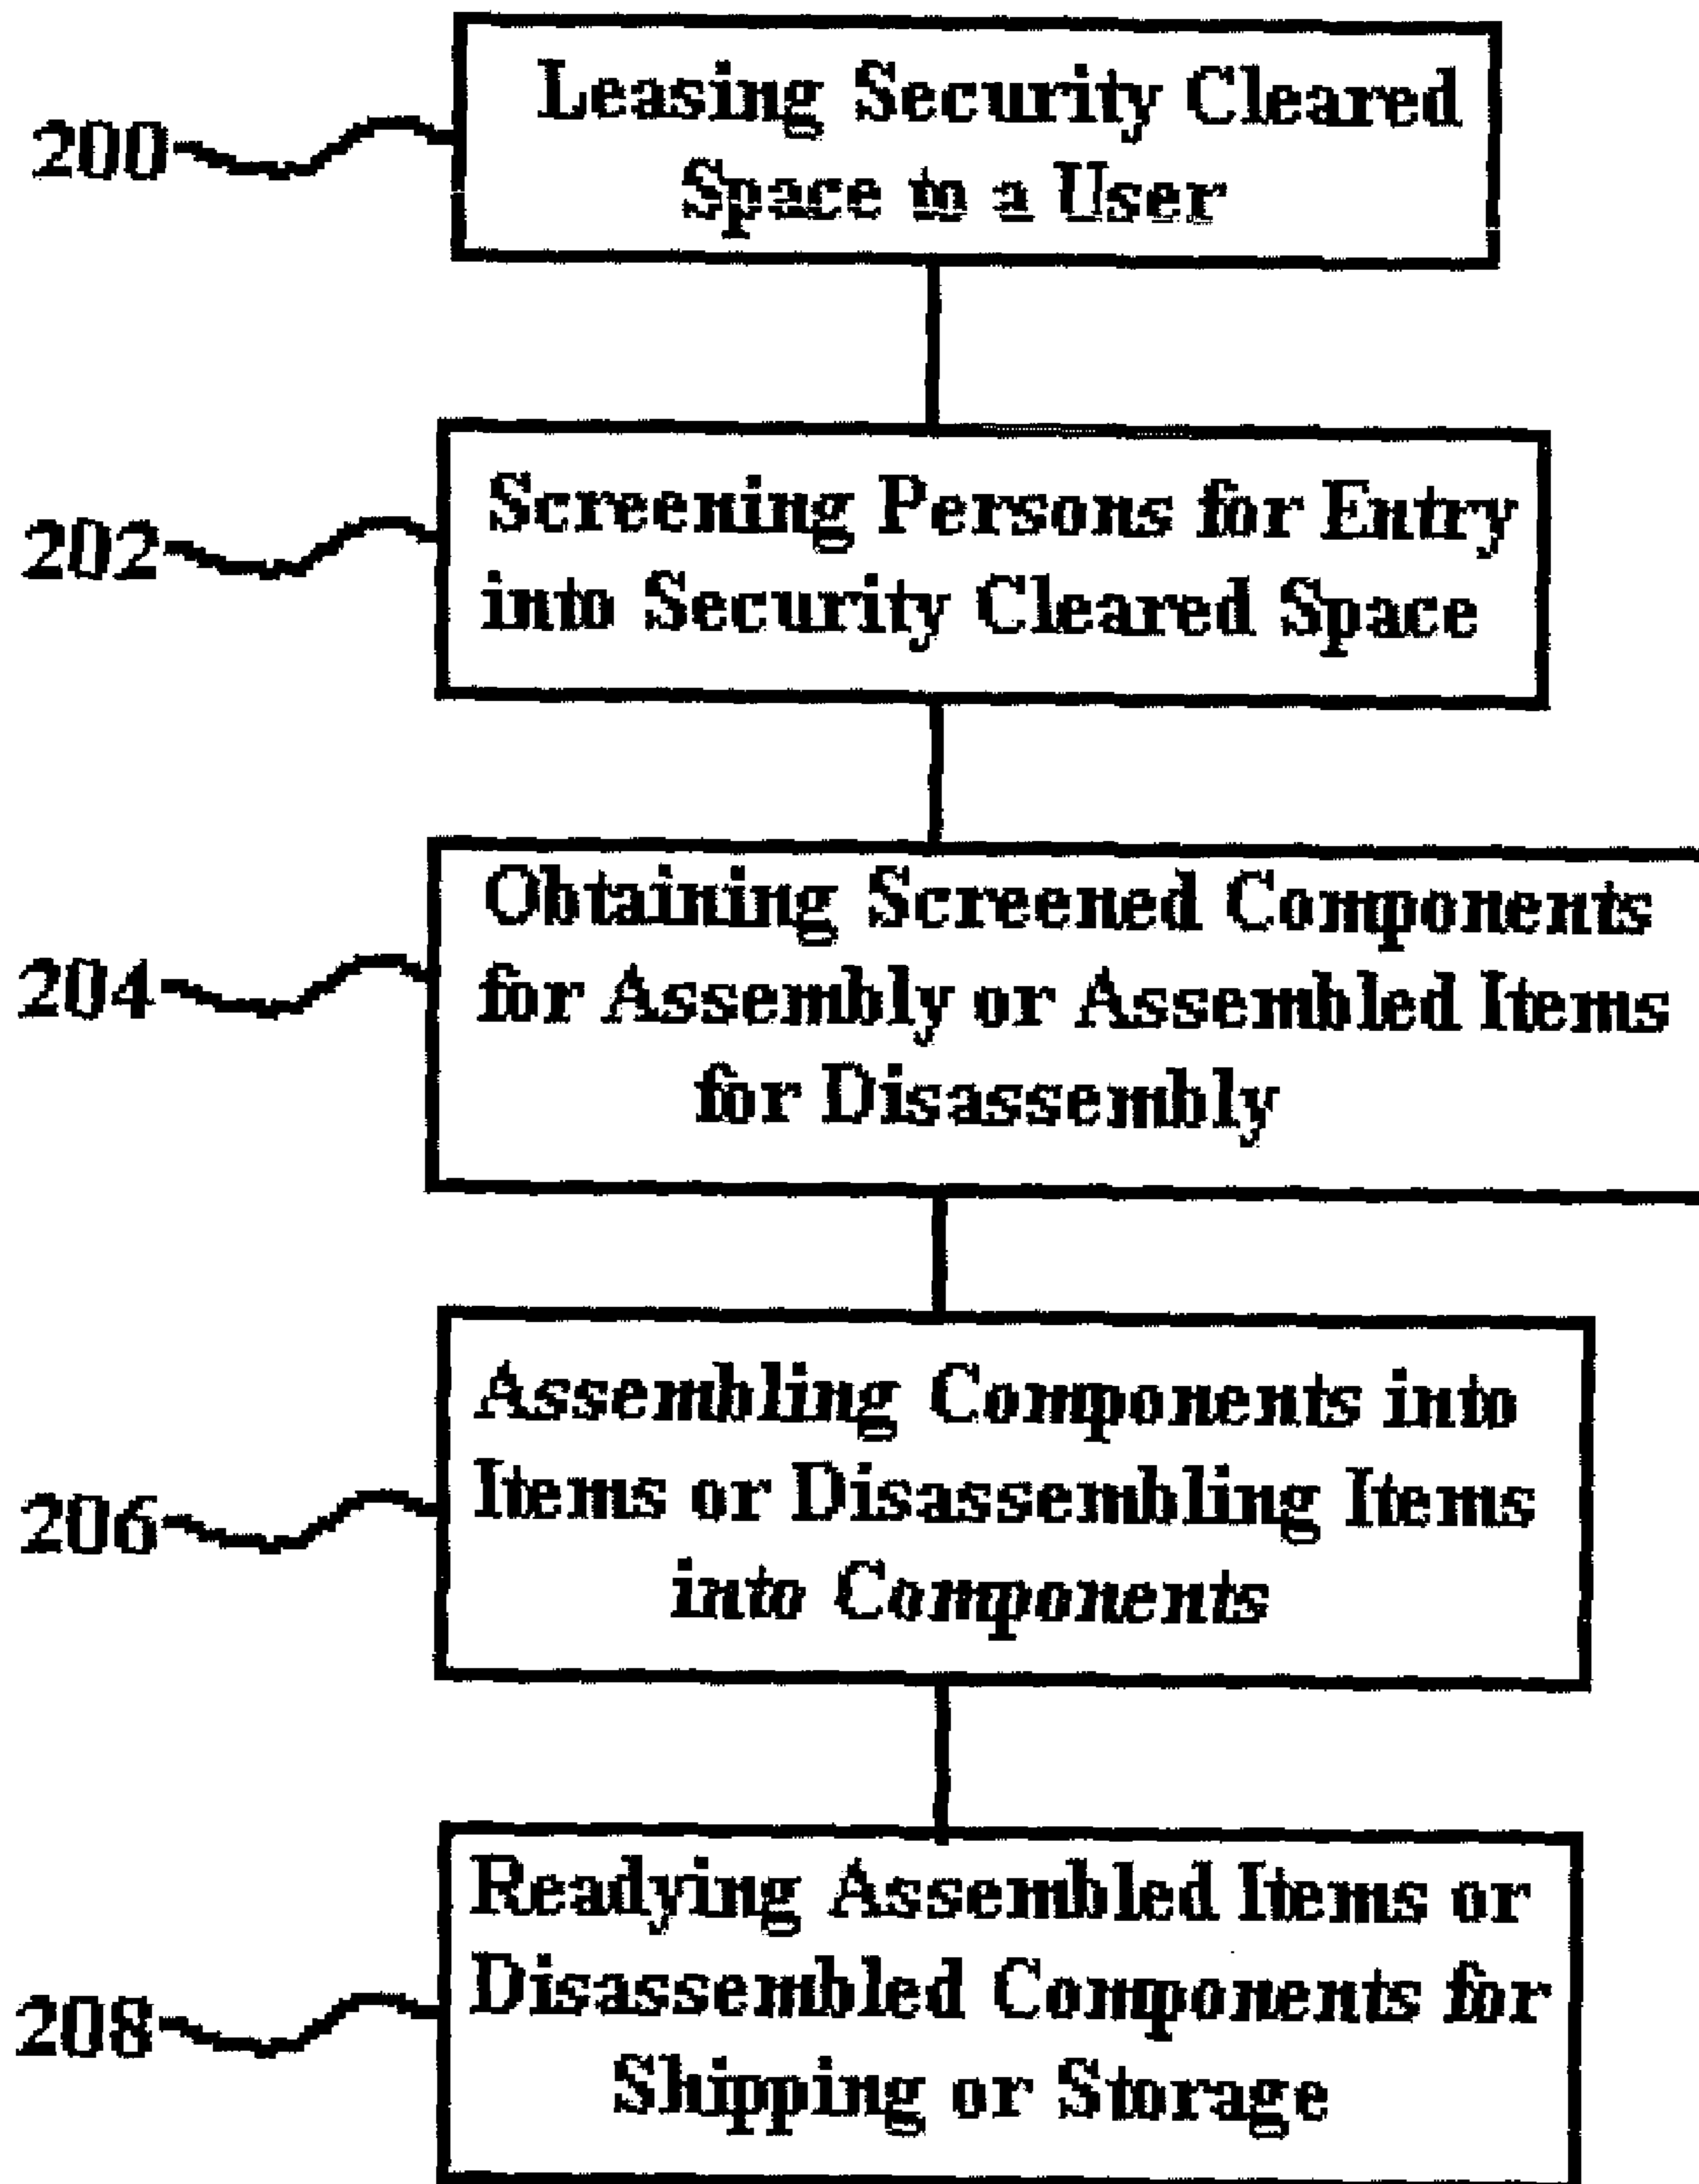 200
Leasing Security Cleared
Space to a User
202
Screening Persons for Entry
into Security Cleared Space
204
Obtaining Screened Components
for Assembly or Assembled Items
for Disassembly
206
Assembling Components into
Items or Disassembling Items
into Components
208
Readying Assembled Items or
Disassembled Components for
Shipping or Storage